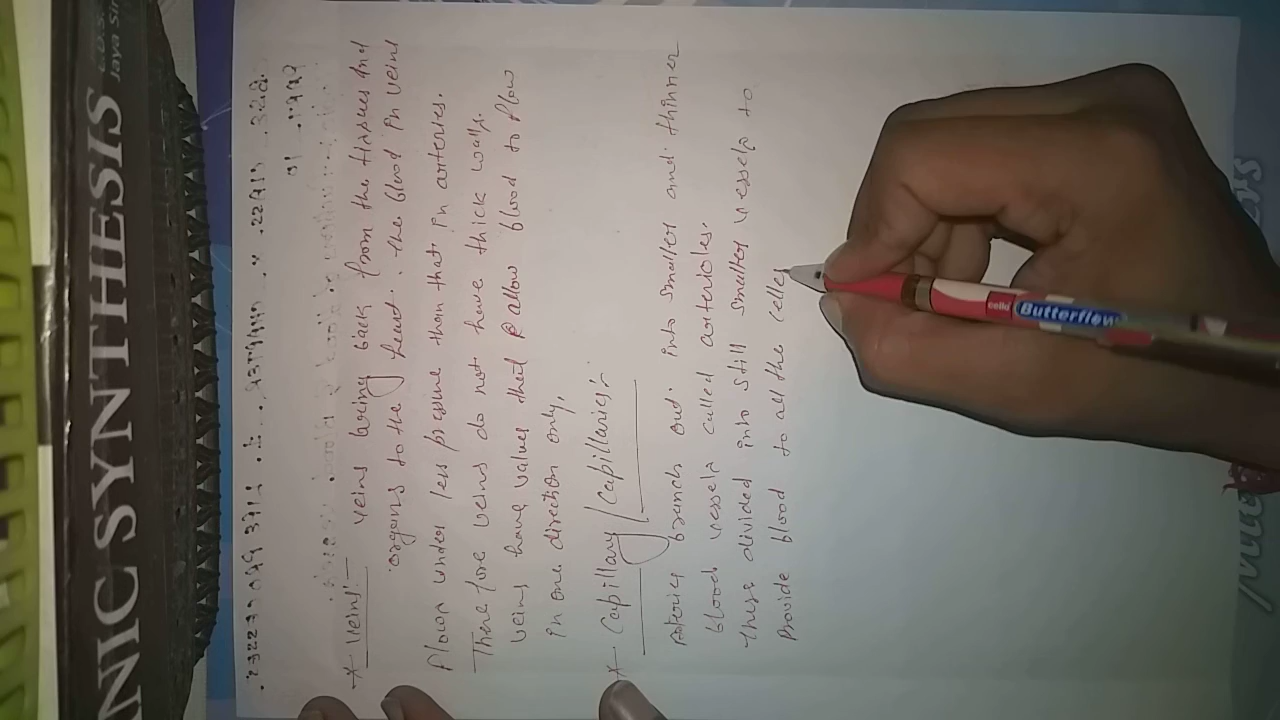 NIC SYNTHESIS
* Veins:- veins bring back from the tissues and
organs to the heart. the blood in veins
flows under less pressure than that in arteries.
There fore veins do not have thick walls.
veins have valves that allow blood to flow
in one direction only,
* Capillary/Capillaries:-
Arteries branch out into smaller and thinner
blood vessels called arterioles.
these divided into still smaller vessels to
Provide blood to all the cells
cello Butterflow